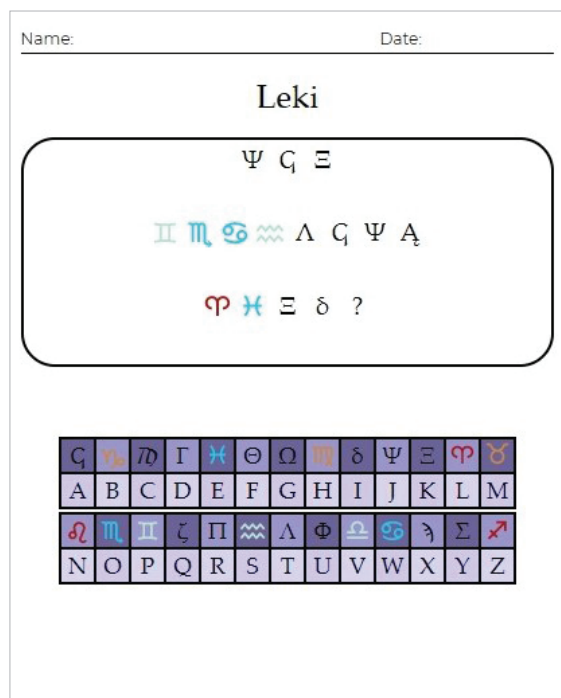 Name: Date:
Leki
Ψ Ϛ Ξ
♊ ♏ ♋ ♒ Λ Ϛ Ψ Ą
♈ ♓ Ξ δ ?
Ϛ ♑ ♍ Γ ♓ Θ Ω ♍ δ Ψ Ξ ♈ ♉
A B C D E F G H I J K L M
♌ ♏ ♊ ζ Π ♒ Λ Φ ♎ ♋ ϡ Σ ♐
N O P Q R S T U V W X Y Z